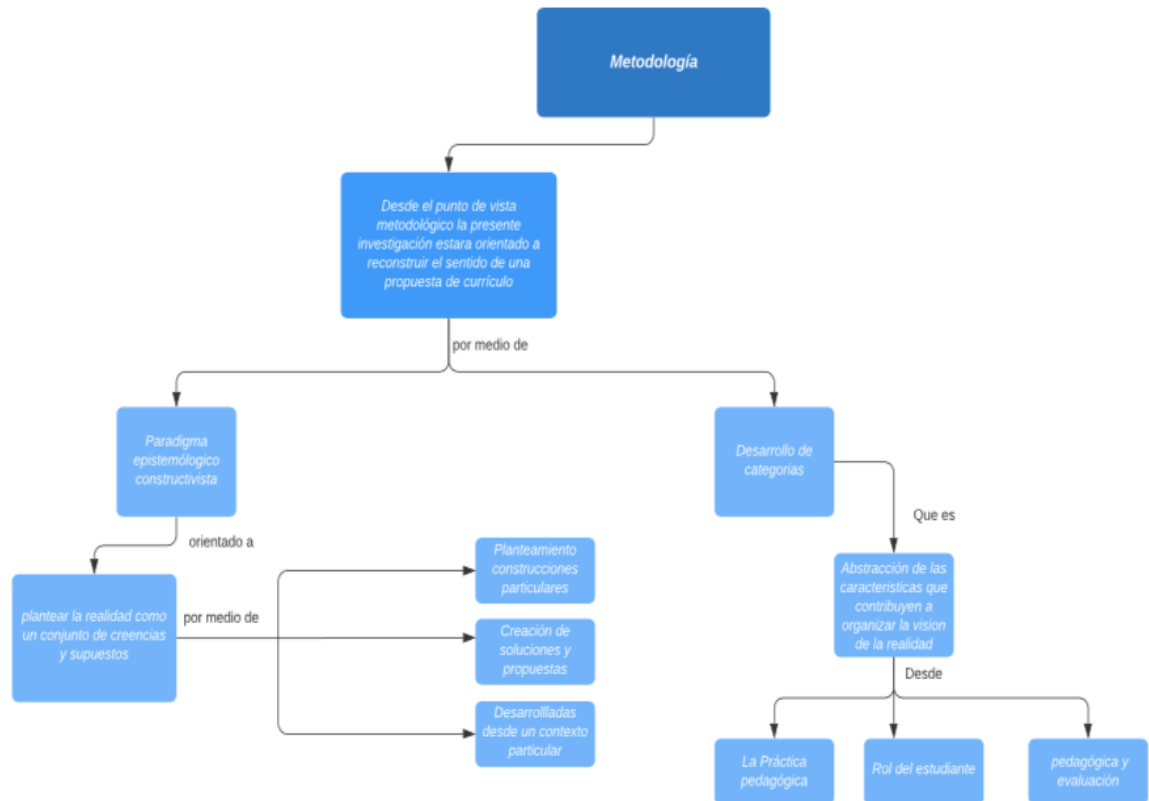 Metodología
Desde el punto de vista
metodológico la presente
investigación estara orientado a
reconstruir el sentido de una
propuesta de currículo
por medio de
Paradigma
epistemólogico
constructivista
orientado a
plantear la realidad como
un conjunto de creencias
y supuestos
por medio de
Planteamiento
construcciones
particulares
Creación de
soluciones y
propuestas
Desarrollladas
desde un contexto
particular
Desarrollo de
categorias
Que es
Abstracción de las
caracteristicas que
contribuyen a
organizar la vision
de la realidad
Desde
La Práctica
pedagógica
Rol del estudiante
pedagógica y
evaluación